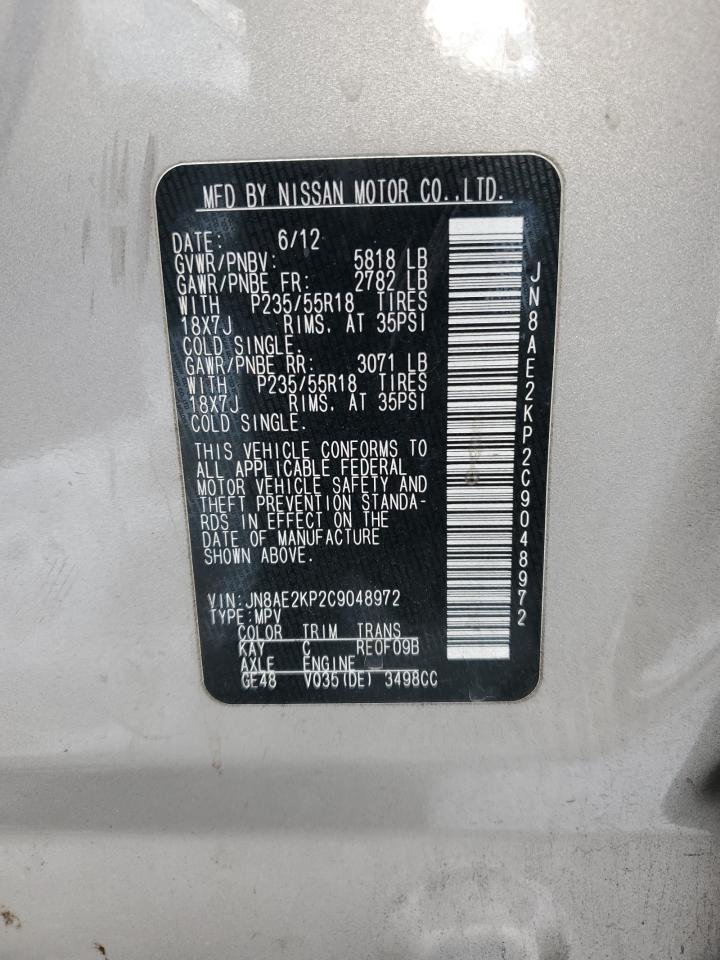 MFD BY NISSAN MOTOR CO.,LTD.
DATE: 6/12
GVWR/PNBV: 5818 LB
GAWR/PNBE FR: 2782 LB
WITH P235/55R18 TIRES
18X7J RIMS, AT 35PSI
COLD SINGLE.
GAWR/PNBE RR: 3071 LB
WITH P235/55R18 TIRES
18X7J RIMS, AT 35PSI
COLD SINGLE.
THIS VEHICLE CONFORMS TO
ALL APPLICABLE FEDERAL
MOTOR VEHICLE SAFETY AND
THEFT PREVENTION STANDA-
RDS IN EFFECT ON THE
DATE OF MANUFACTURE
SHOWN ABOVE.
VIN:JN8AE2KP2C9048972
TYPE:MPV
COLOR TRIM TRANS
KAY C RE0F09B
AXLE ENGINE
GE48 VQ35(DE) 3498CC
JN8AE2KP2C9048972